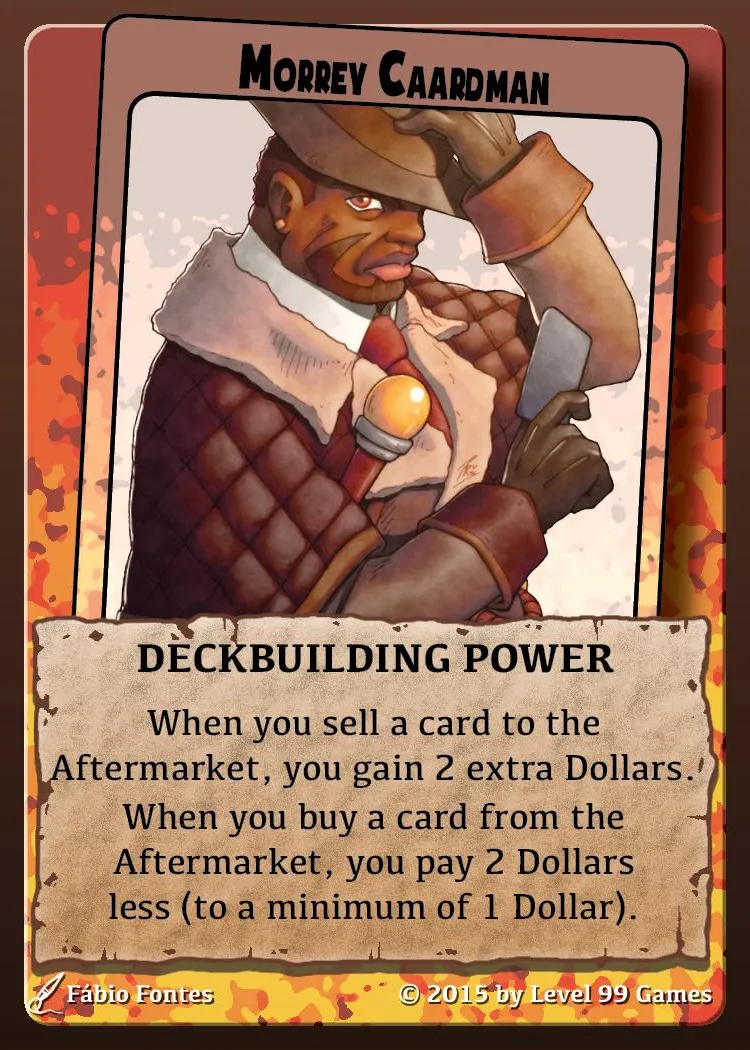 Morrey Caardman
DECKBUILDING POWER
When you sell a card to the
Aftermarket, you gain 2 extra Dollars.
When you buy a card from the
Aftermarket, you pay 2 Dollars
less (to a minimum of 1 Dollar).
Fábio Fontes
© 2015 by Level 99 Games